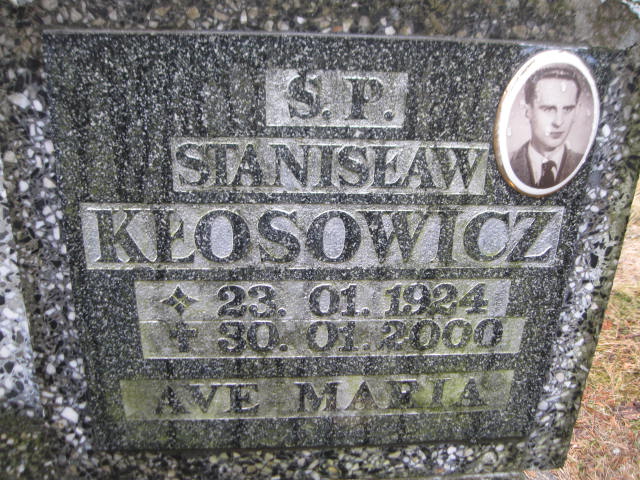 Ś.P.
STANISŁAW
KŁOSOWICZ
✧ 23. 01. 1924
✝ 30. 01. 2000
AVE MARIA